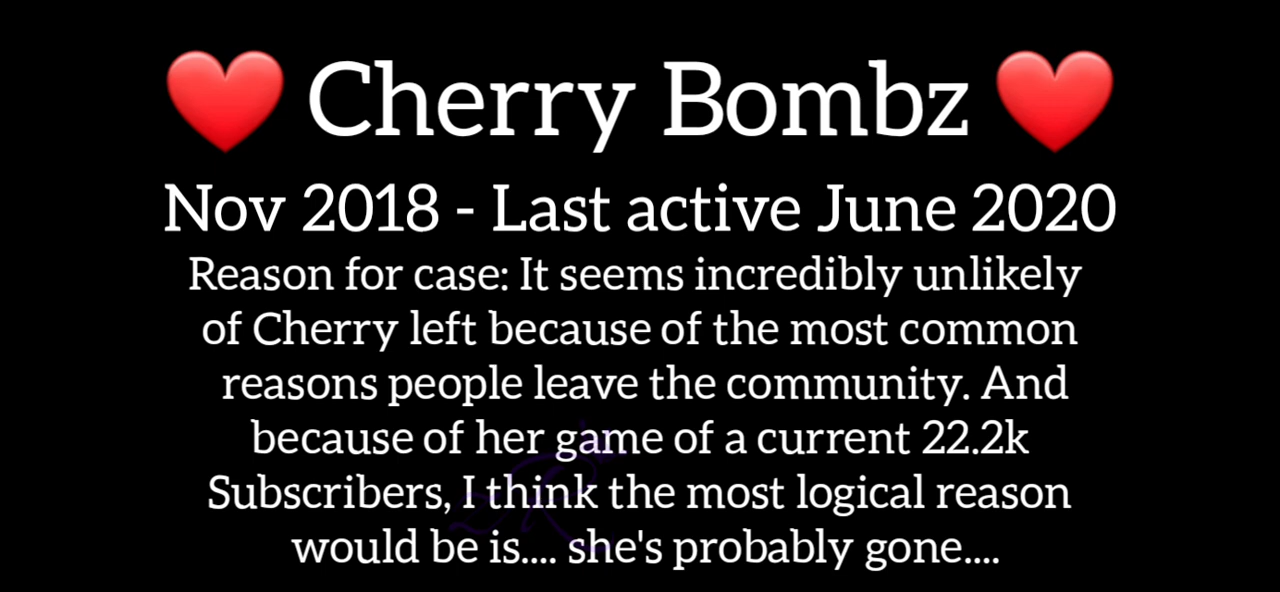 ❤️ Cherry Bombz ❤️
Nov 2018 - Last active June 2020
Reason for case: It seems incredibly unlikely
of Cherry left because of the most common
reasons people leave the community. And
because of her game of a current 22.2k
Subscribers, I think the most logical reason
would be is.... she's probably gone....